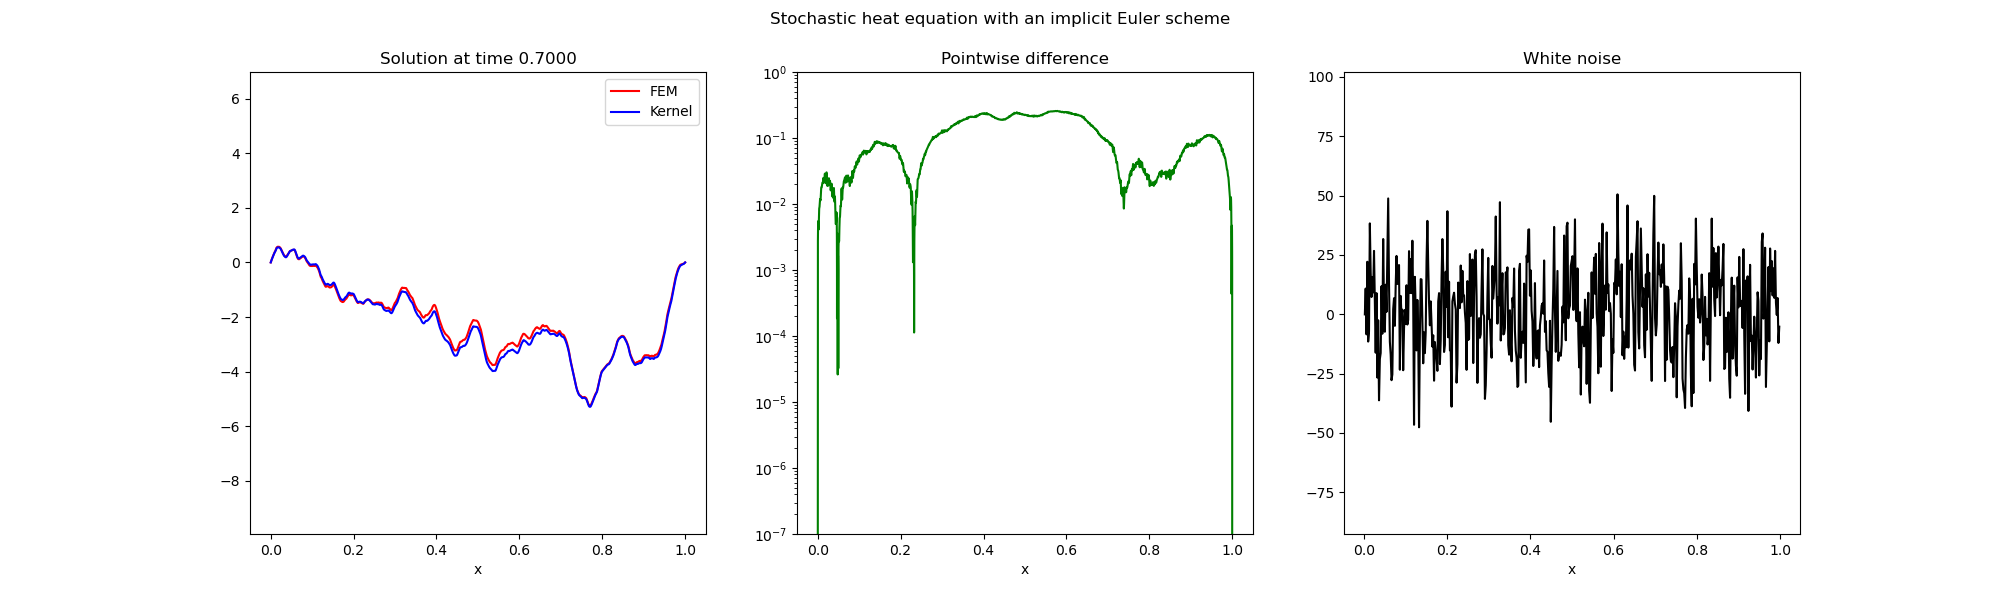 Stochastic heat equation with an implicit Euler scheme
Solution at time 0.7000
6
4
2
0
−2
−4
−6
−8
0.0 0.2 0.4 0.6 0.8 1.0
x
FEM
Kernel
Pointwise difference
10^0
10^−1
10^−2
10^−3
10^−4
10^−5
10^−6
10^−7
0.0 0.2 0.4 0.6 0.8 1.0
x
White noise
100
75
50
25
0
−25
−50
−75
0.0 0.2 0.4 0.6 0.8 1.0
x